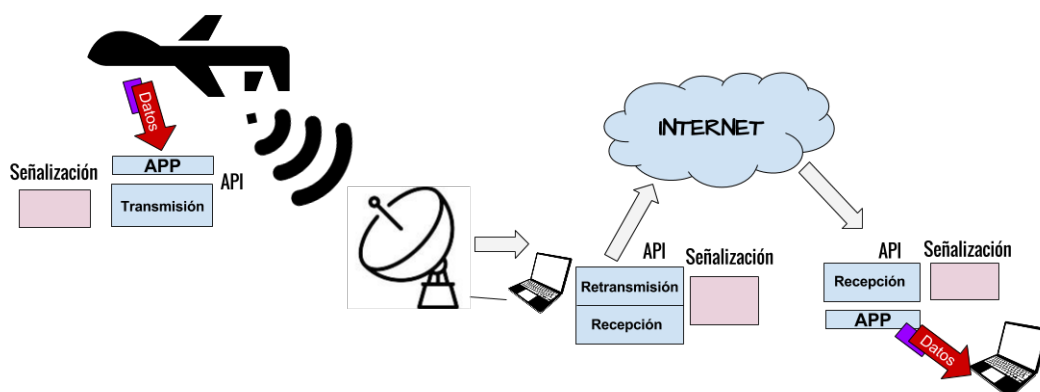 Datos
APP
Señalización
API
Transmisión
INTERNET
API
Señalización
Retransmisión
Recepción
API
Señalización
Recepción
APP
Datos